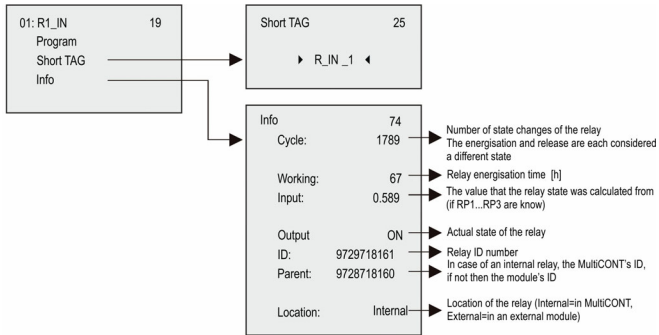 01: R1_IN 19
Program
Short TAG
Info
Short TAG 25
R_IN _1
Info 74
Cycle: 1789
Number of state changes of the relay
The energisation and release are each considered
a different state
Working: 67
Relay energisation time [h]
Input: 0.589
The value that the relay state was calculated from
(if RP1...RP3 are know)
Output ON
Actual state of the relay
ID: 9729718161
Relay ID number
Parent: 9728718160
In case of an internal relay, the MultiCONT's ID,
if not then the module's ID
Location: Internal
Location of the relay (Internal=in MultiCONT,
External=in an external module)